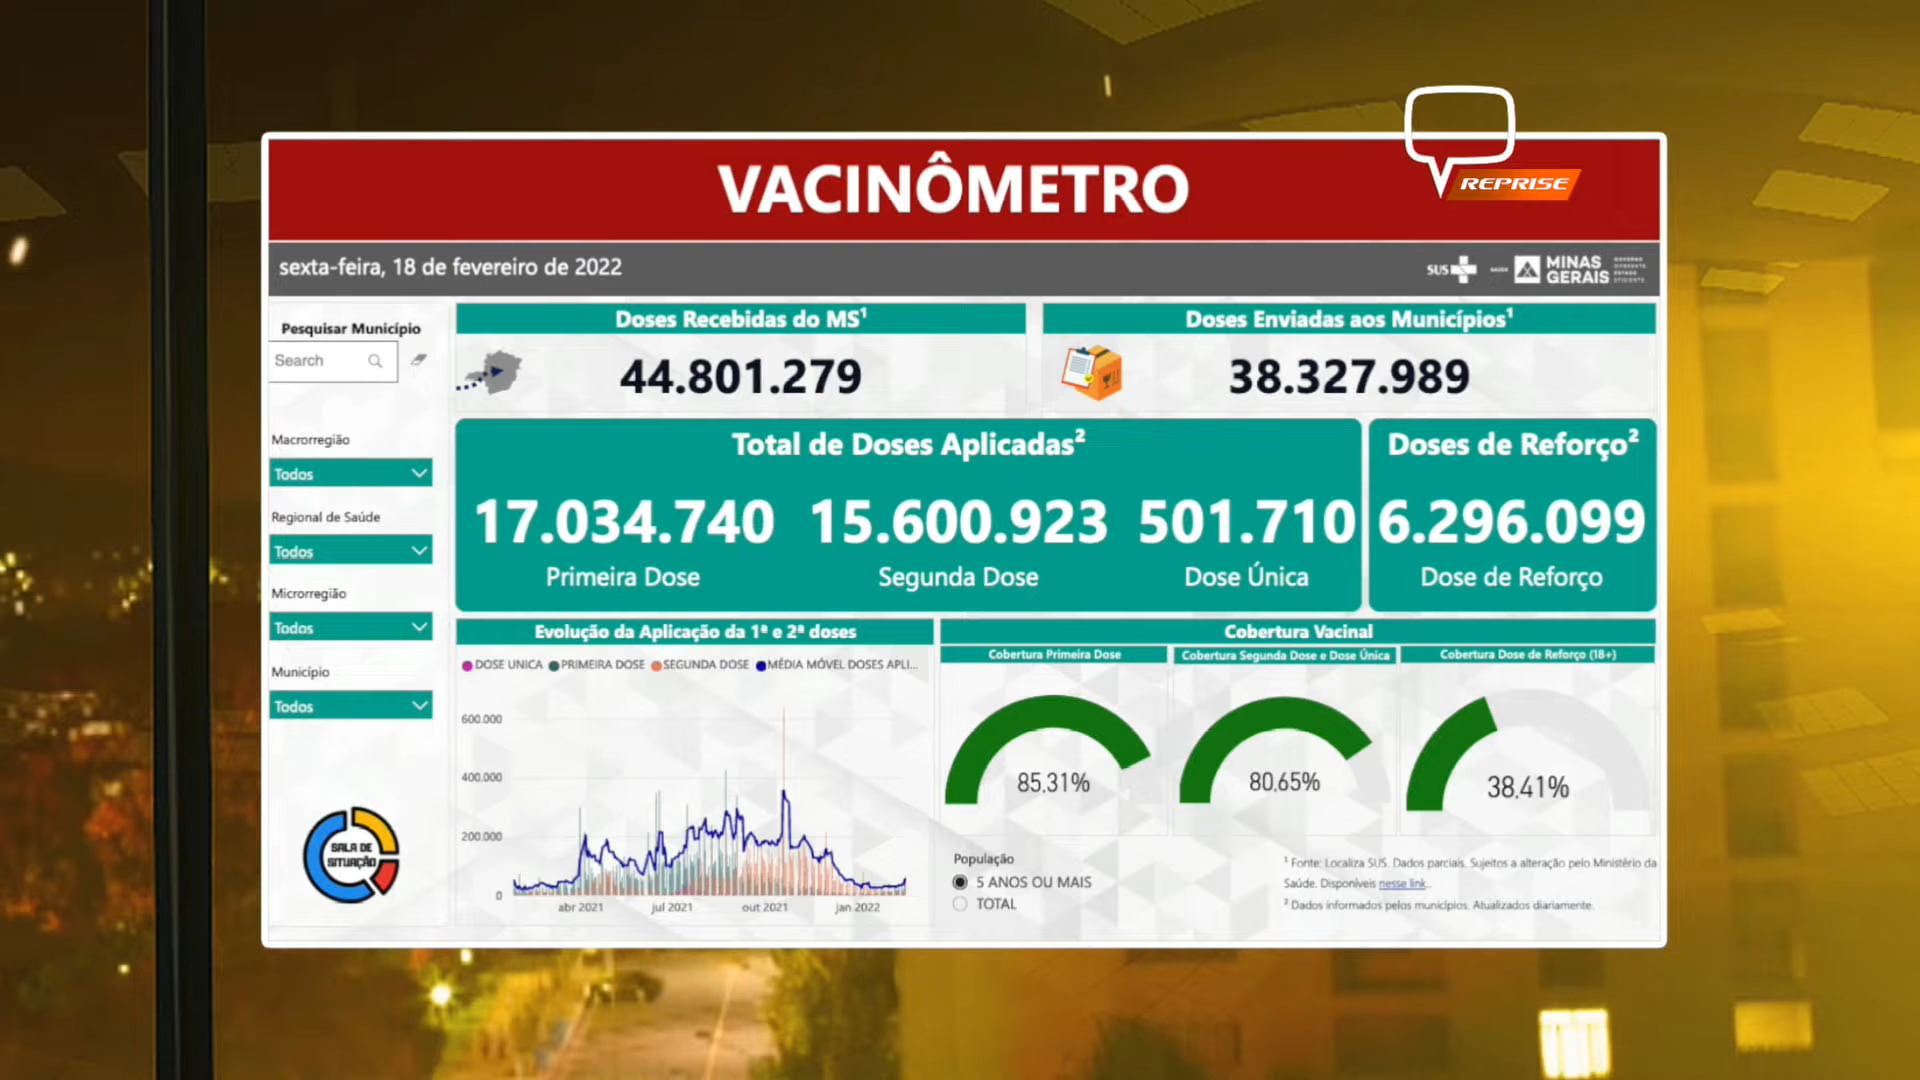 REPRISE
VACINÔMETRO
sexta-feira, 18 de fevereiro de 2022
SUS
MINAS
GERAIS
GOVERNO
DIFERENTE.
ESTADO
EFICIENTE.
Pesquisar Município
Search
Macrorregião
Todos
Regional de Saúde
Todos
Microrregião
Todos
Município
Todos
SALA DE
SITUAÇÃO
Doses Recebidas do MS¹
44.801.279
Doses Enviadas aos Municípios¹
38.327.989
Total de Doses Aplicadas²
17.034.740 15.600.923 501.710
Primeira Dose Segunda Dose Dose Única
Doses de Reforço²
6.296.099
Dose de Reforço
Evolução da Aplicação da 1ª e 2ª doses
DOSE UNICA PRIMEIRA DOSE SEGUNDA DOSE MÉDIA MÓVEL DOSES APLI...
600.000
400.000
200.000
0
abr 2021 jul 2021 out 2021 jan 2022
Cobertura Vacinal
Cobertura Primeira Dose
85,31%
Cobertura Segunda Dose e Dose Única
80,65%
Cobertura Dose de Reforço (18+)
38,41%
População
5 ANOS OU MAIS
TOTAL
¹ Fonte: Localiza SUS. Dados parciais. Sujeitos a alteração pelo Ministério da
Saúde. Disponíveis nesse link..
² Dados informados pelos municípios. Atualizados diariamente.